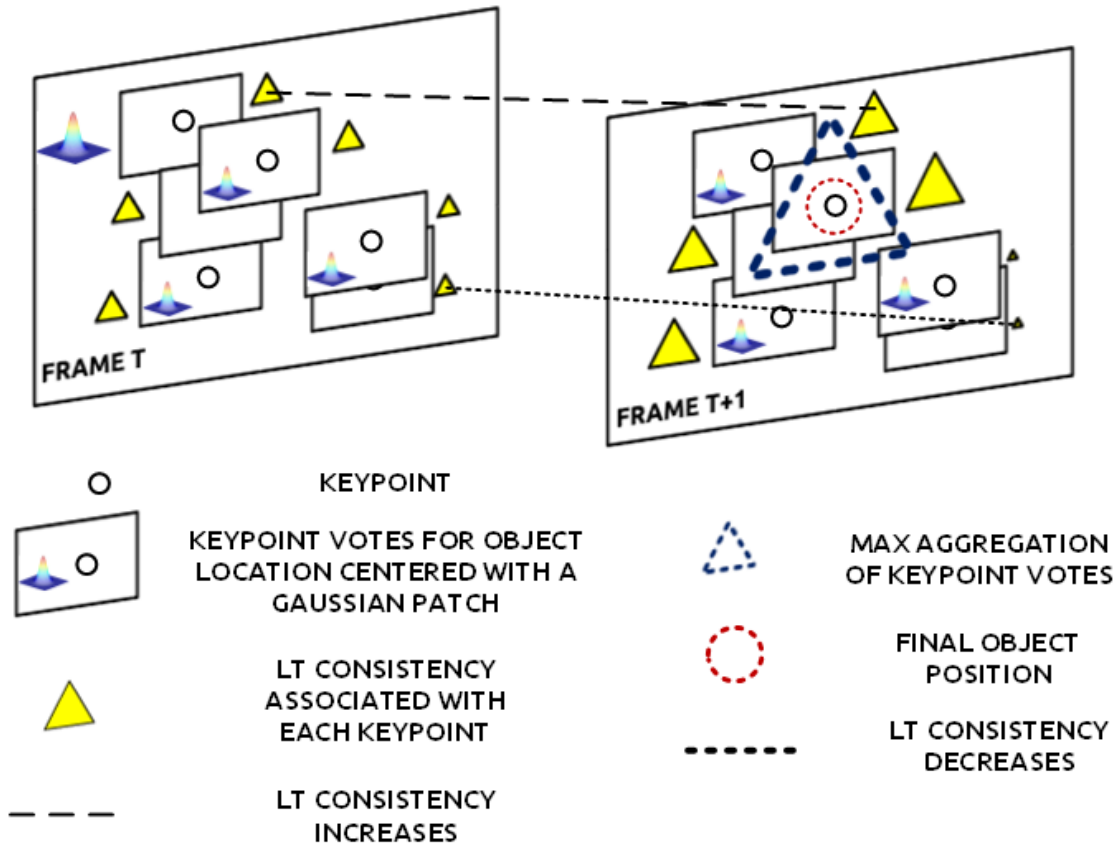 FRAME T
FRAME T+1
KEYPOINT
KEYPOINT VOTES FOR OBJECT
LOCATION CENTERED WITH A
GAUSSIAN PATCH
LT CONSISTENCY
ASSOCIATED WITH
EACH KEYPOINT
LT CONSISTENCY
INCREASES
MAX AGGREGATION
OF KEYPOINT VOTES
FINAL OBJECT
POSITION
LT CONSISTENCY
DECREASES